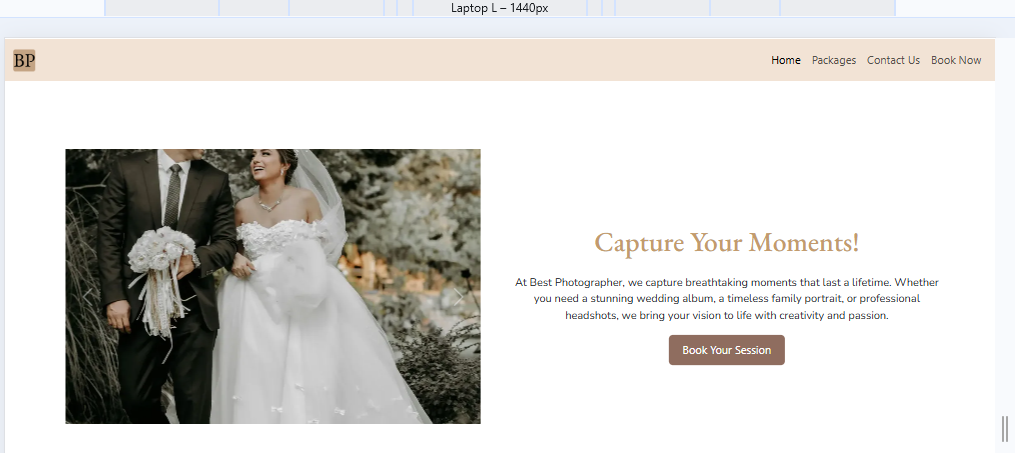 Laptop L – 1440px
BP
Home Packages Contact Us Book Now
Capture Your Moments!
At Best Photographer, we capture breathtaking moments that last a lifetime. Whether
you need a stunning wedding album, a timeless family portrait, or professional
headshots, we bring your vision to life with creativity and passion.
Book Your Session